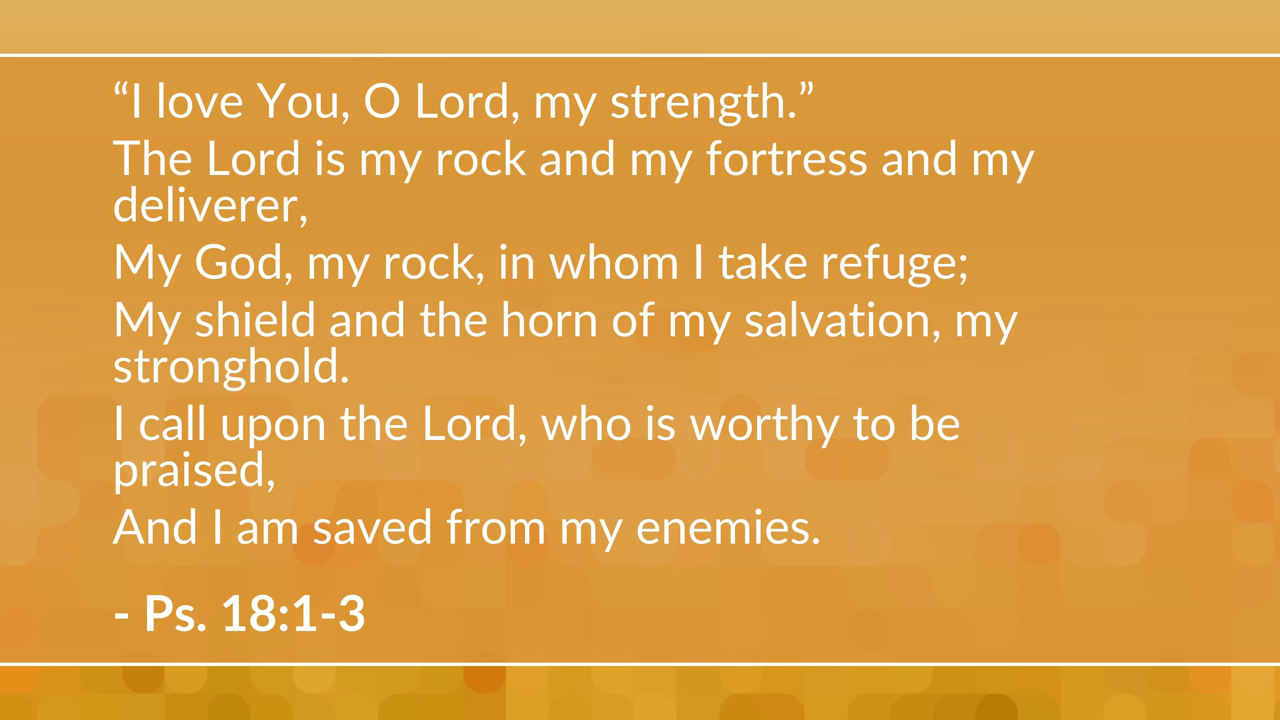 “I love You, O Lord, my strength.”
The Lord is my rock and my fortress and my
deliverer,
My God, my rock, in whom I take refuge;
My shield and the horn of my salvation, my
stronghold.
I call upon the Lord, who is worthy to be
praised,
And I am saved from my enemies.
- Ps. 18:1-3